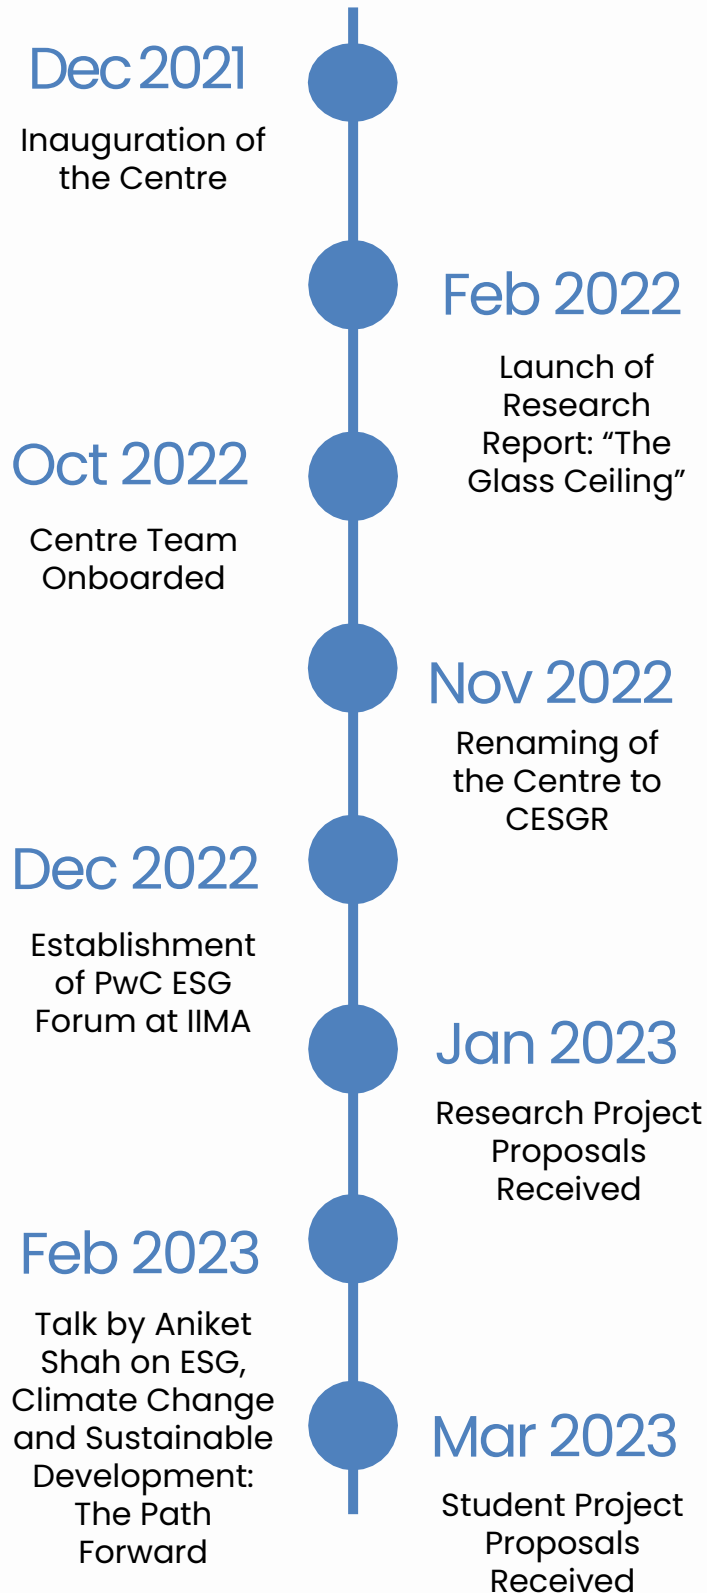 Dec 2021
Inauguration of
the Centre
Feb 2022
Launch of
Research
Report: “The
Glass Ceiling”
Oct 2022
Centre Team
Onboarded
Nov 2022
Renaming of
the Centre to
CESGR
Dec 2022
Establishment
of PwC ESG
Forum at IIMA
Jan 2023
Research Project
Proposals
Received
Feb 2023
Talk by Aniket
Shah on ESG,
Climate Change
and Sustainable
Development:
The Path
Forward
Mar 2023
Student Project
Proposals
Received